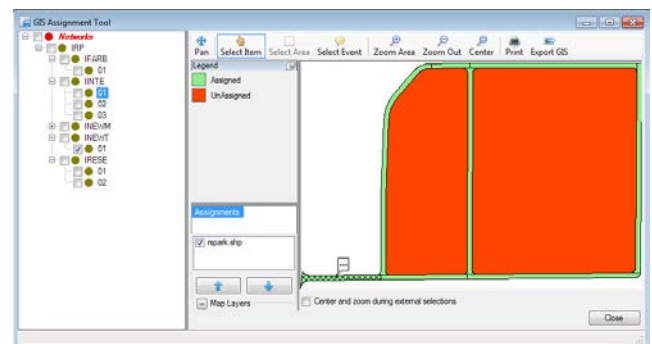 GIS Assignment Tool
Networks
IRP
IFARB
01
IINTE
01
02
03
INEWM
INEWT
01
IRESE
01
02
Pan Select Item Select Area Select Event Zoom Area Zoom Out Center Print Export GIS
Legend
Assigned
UnAssigned
Assignments
rspark.shp
Map Layers
Center and zoom during external selections
Close